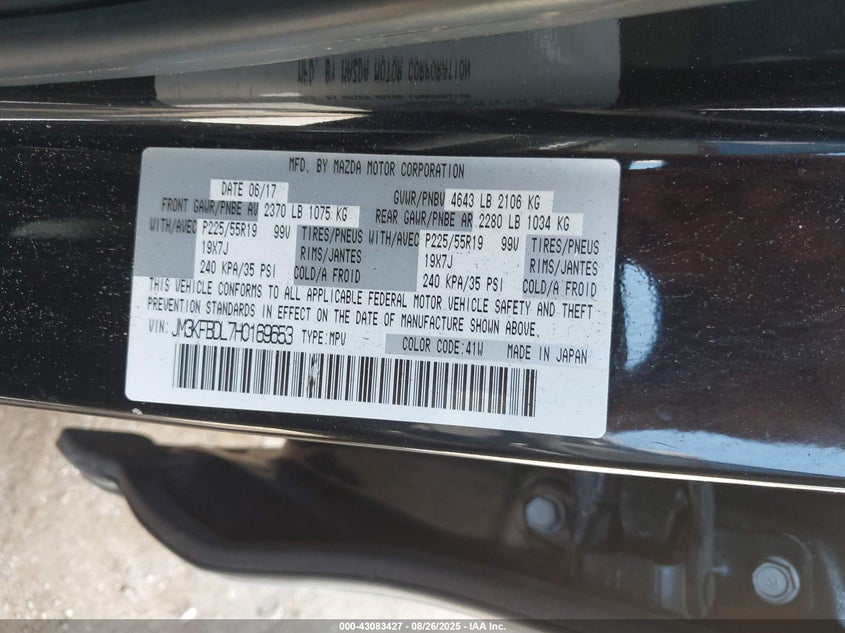 MFD. BY MAZDA MOTOR CORPORATION
MFD. BY MAZDA MOTOR CORPORATION
DATE 06/17 GVWR/PNBV 4643 LB 2106 KG
FRONT GAWR/PNBE AV 2370 LB 1075 KG REAR GAWR/PNBE AR 2280 LB 1034 KG
WITH/AVEC P225/55R19 99V TIRES/PNEUS WITH/AVEC P225/55R19 99V TIRES/PNEUS
19X7J RIMS/JANTES 19X7J RIMS/JANTES
240 KPA/35 PSI COLD/A FROID 240 KPA/35 PSI COLD/A FROID
THIS VEHICLE CONFORMS TO ALL APPLICABLE FEDERAL MOTOR VEHICLE SAFETY AND THEFT
PREVENTION STANDARDS IN EFFECT ON THE DATE OF MANUFACTURE SHOWN ABOVE.
VIN: JM3KFBDL7H0169653 TYPE:MPV COLOR CODE:41W MADE IN JAPAN
000-43083427 - 08/26/2025 - IAA Inc.